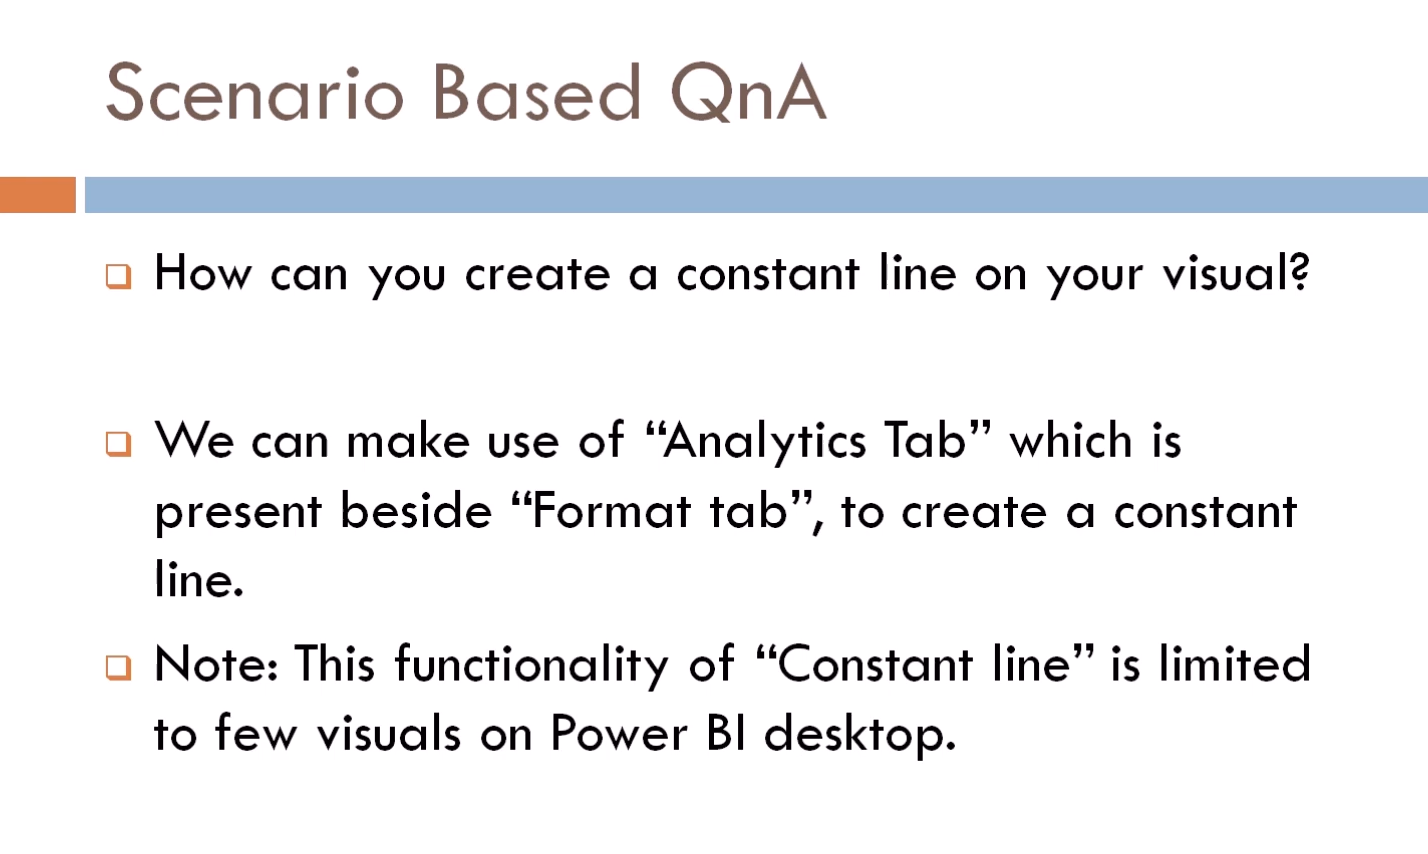 Scenario Based QnA
How can you create a constant line on your visual?
We can make use of “Analytics Tab” which is
present beside “Format tab”, to create a constant
line.
Note: This functionality of “Constant line” is limited
to few visuals on Power BI desktop.